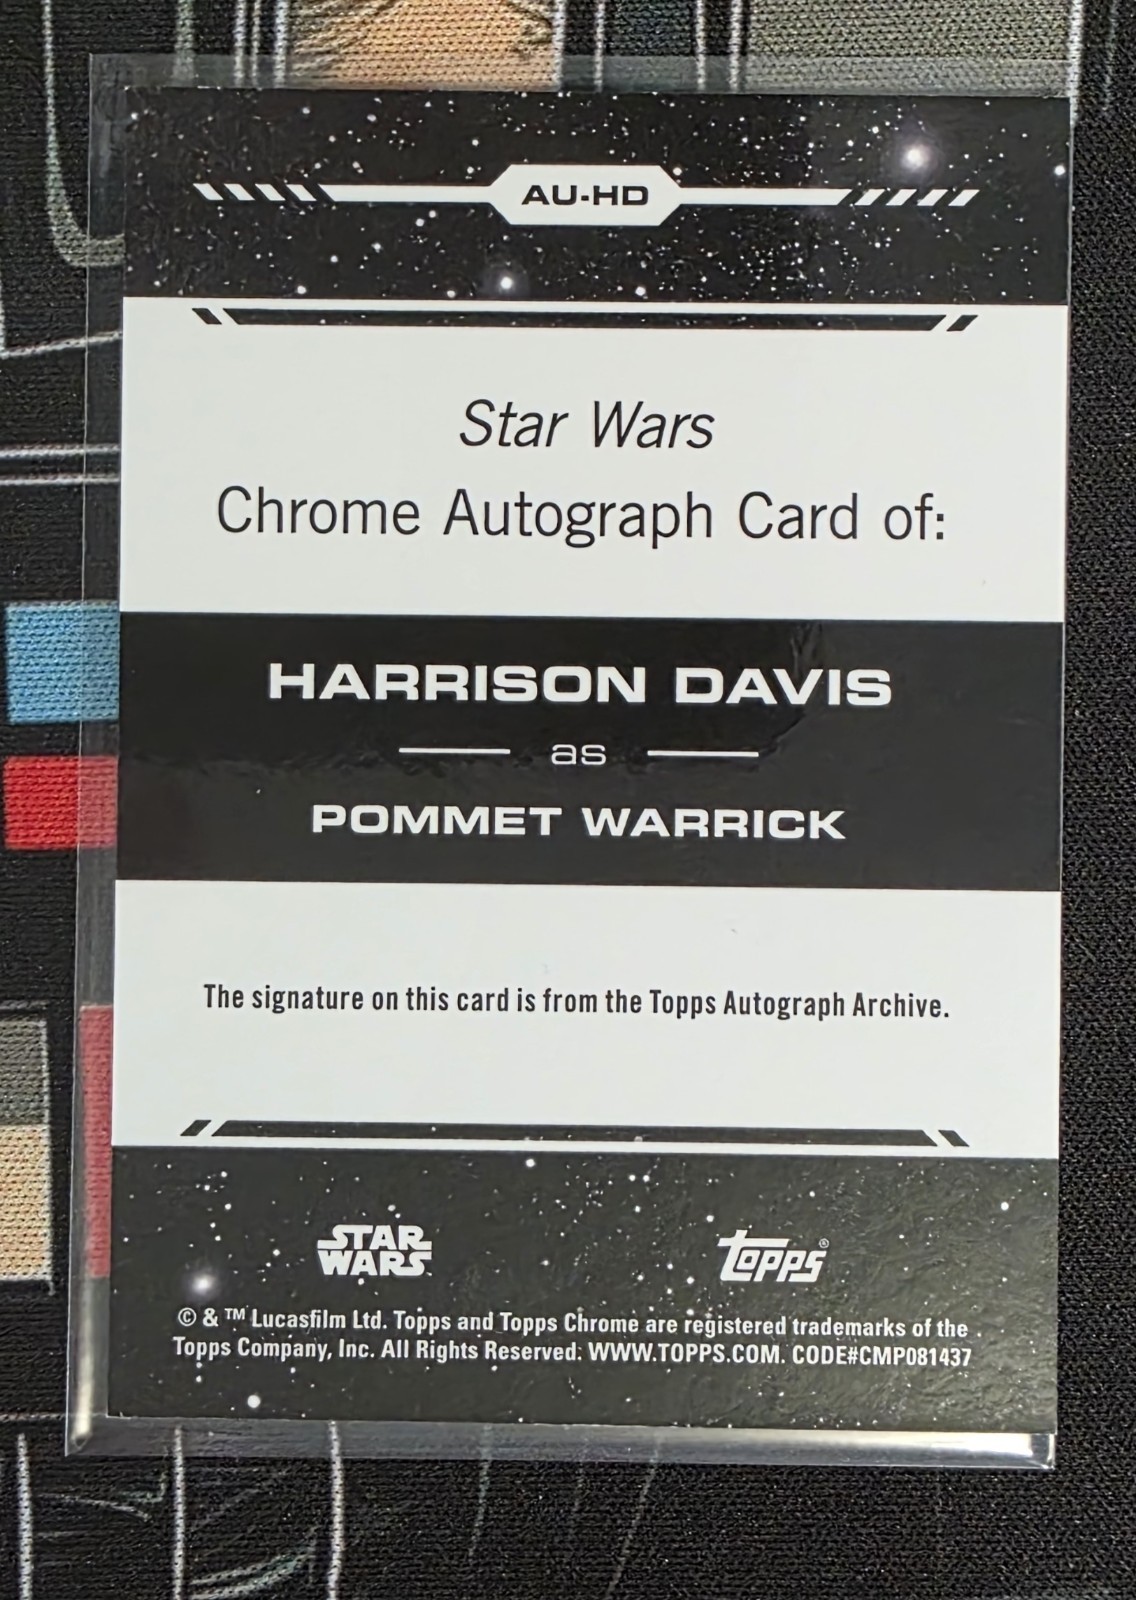 AU-HD
Star Wars
Chrome Autograph Card of:
HARRISON DAVIS
as
POMMET WARRICK
The signature on this card is from the Topps Autograph Archive.
STAR
WARS
topps®
© & ™ Lucasfilm Ltd. Topps and Topps Chrome are registered trademarks of the
Topps Company, Inc. All Rights Reserved. WWW.TOPPS.COM. CODE#CMP081437